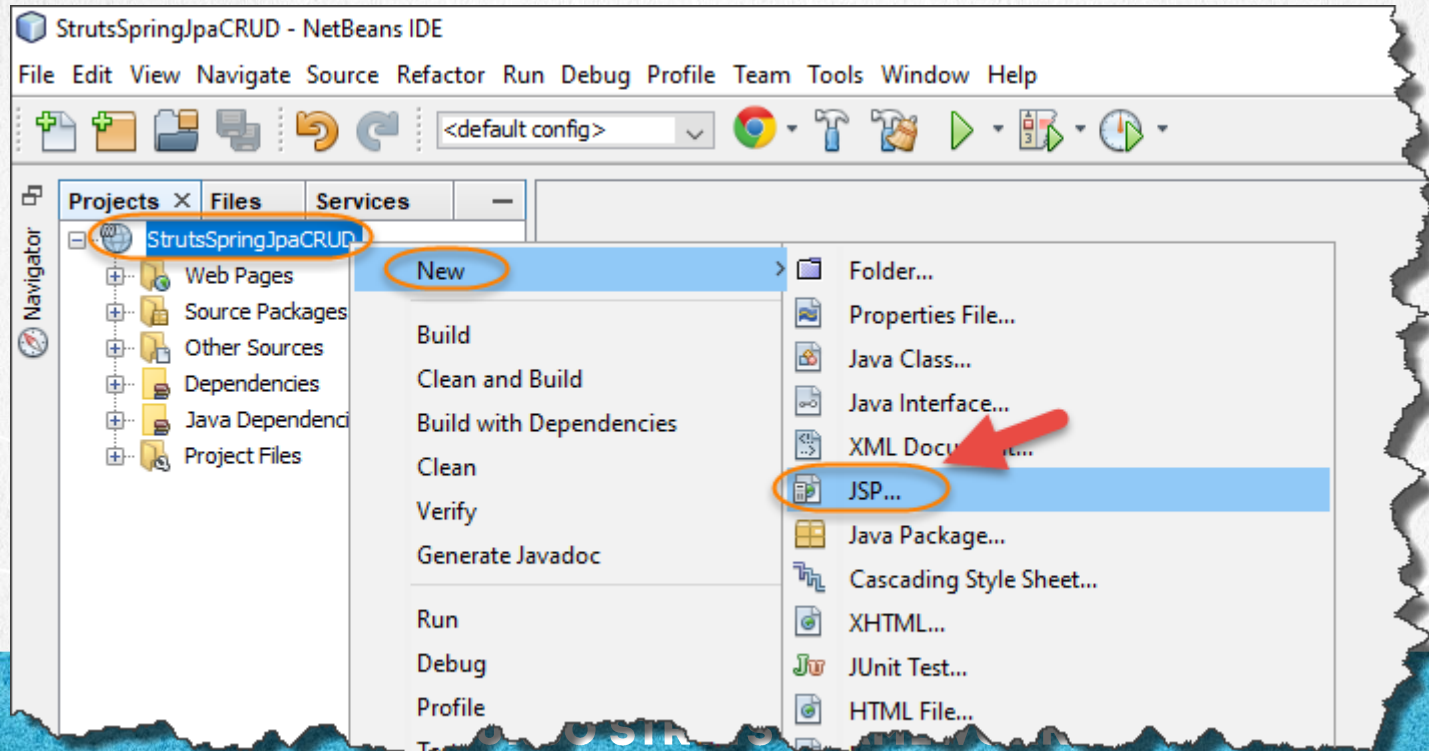 StrutsSpringJpaCRUD - NetBeans IDE
File Edit View Navigate Source Refactor Run Debug Profile Team Tools Window Help
<default config>
Projects
Files
Services
Navigator
StrutsSpringJpaCRUD
Web Pages
Source Packages
Other Sources
Dependencies
Java Dependenci
Project Files
New
Build
Clean and Build
Build with Dependencies
Clean
Verify
Generate Javadoc
Run
Debug
Profile
Folder...
Properties File...
Java Class...
Java Interface...
XML
JSP...
Java Package...
Cascading Style Sheet...
XHTML...
JUnit Test...
HTML File...